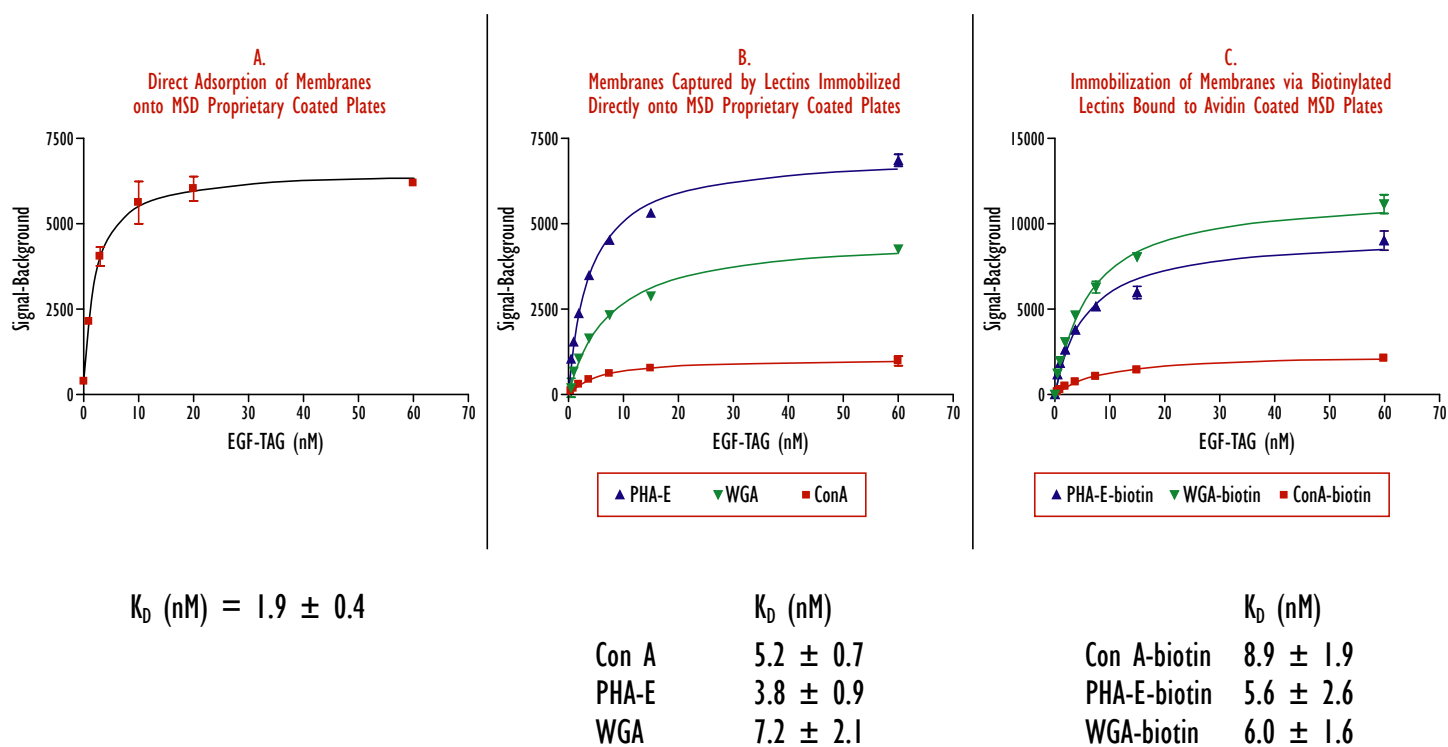 A.
Direct Adsorption of Membranes
onto MSD Proprietary Coated Plates
7500
5000
2500
0
Signal-Background
0 10 20 30 40 50 60 70
EGF-TAG (nM)
K_D (nM) = 1.9 ± 0.4
B.
Membranes Captured by Lectins Immobilized
Directly onto MSD Proprietary Coated Plates
7500
5000
2500
0
Signal-Background
0 10 20 30 40 50 60 70
EGF-TAG (nM)
PHA-E WGA ConA
K_D (nM)
Con A 5.2 ± 0.7
PHA-E 3.8 ± 0.9
WGA 7.2 ± 2.1
C.
Immobilization of Membranes via Biotinylated
Lectins Bound to Avidin Coated MSD Plates
15000
10000
5000
0
Signal-Background
0 10 20 30 40 50 60 70
EGF-TAG (nM)
PHA-E-biotin WGA-biotin ConA-biotin
K_D (nM)
Con A-biotin 8.9 ± 1.9
PHA-E-biotin 5.6 ± 2.6
WGA-biotin 6.0 ± 1.6